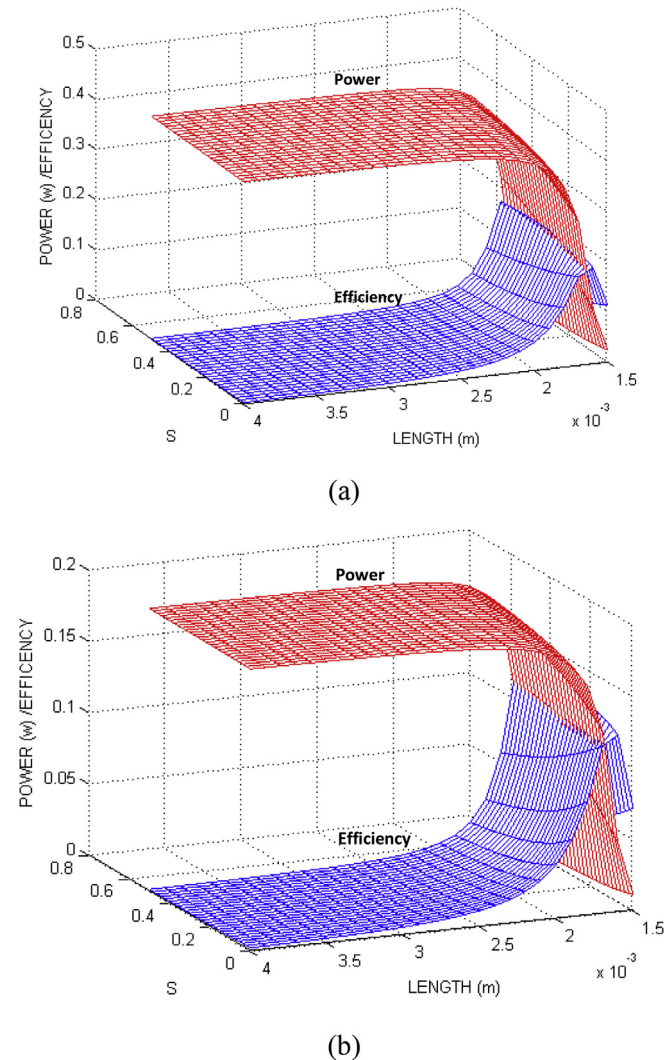 0.5
Power
0.4
0.3
0.2
0.1
Efficiency
0
0.8
0.6
0.4
0.2
0
4
3.5
3
2.5
2
1.5
x 10-3
POWER (w) /EFFICENCY
S
LENGTH (m)
(a)
0.2
Power
0.15
0.1
0.05
Efficiency
0
0.8
0.6
0.4
0.2
0
4
3.5
3
2.5
2
1.5
x 10-3
POWER (w) /EFFICENCY
S
LENGTH (m)
(b)